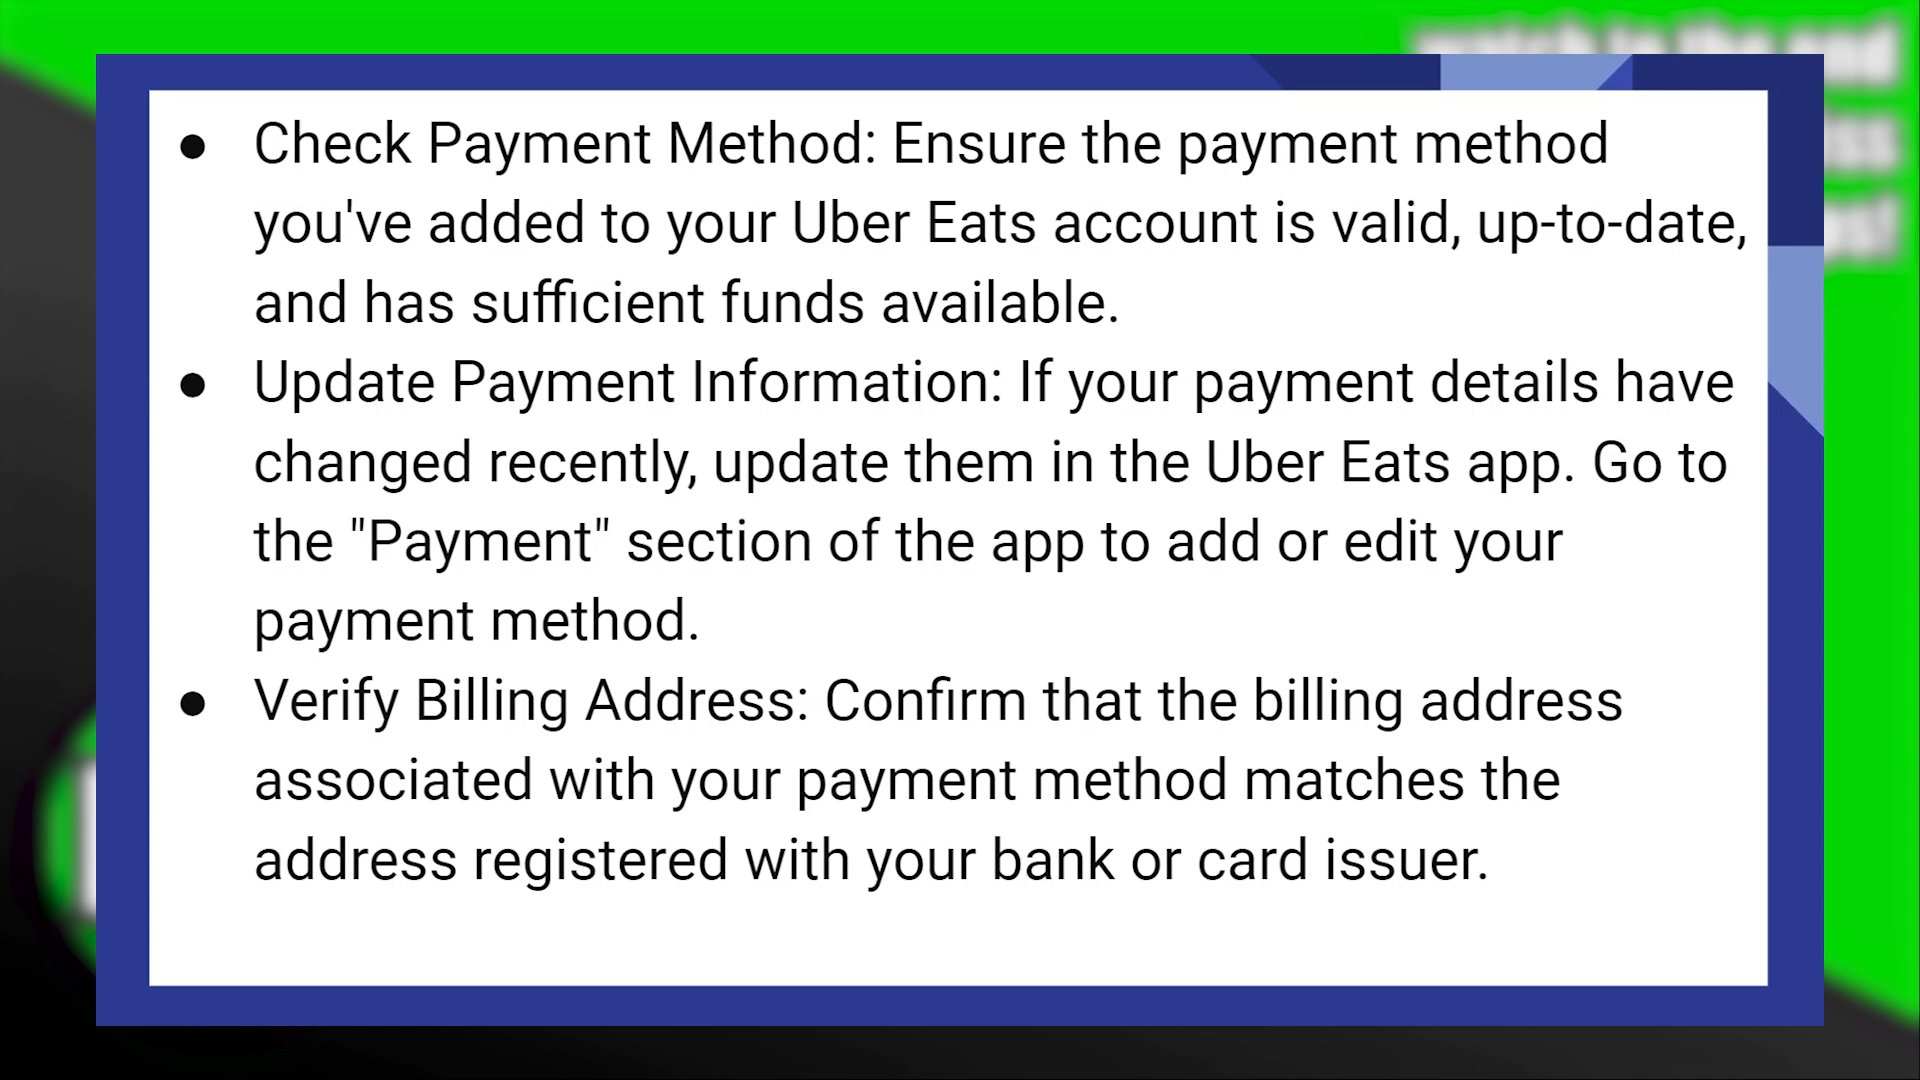 watch to the end
● Check Payment Method: Ensure the payment method
you've added to your Uber Eats account is valid, up-to-date,
and has sufficient funds available.
● Update Payment Information: If your payment details have
changed recently, update them in the Uber Eats app. Go to
the "Payment" section of the app to add or edit your
payment method.
● Verify Billing Address: Confirm that the billing address
associated with your payment method matches the
address registered with your bank or card issuer.